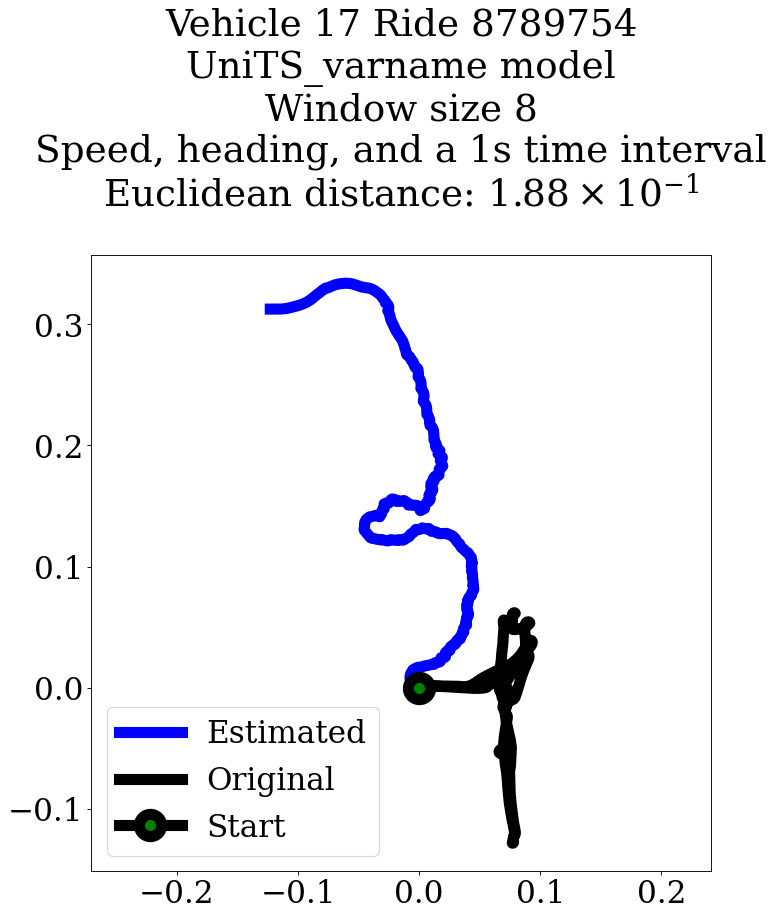 Vehicle 17 Ride 8789754
UniTS_varname model
Window size 8
Speed, heading, and a 1s time interval
Euclidean distance: 1.88 × 10⁻¹
0.3
0.2
0.1
0.0
−0.1
Estimated
Original
Start
−0.2 −0.1 0.0 0.1 0.2